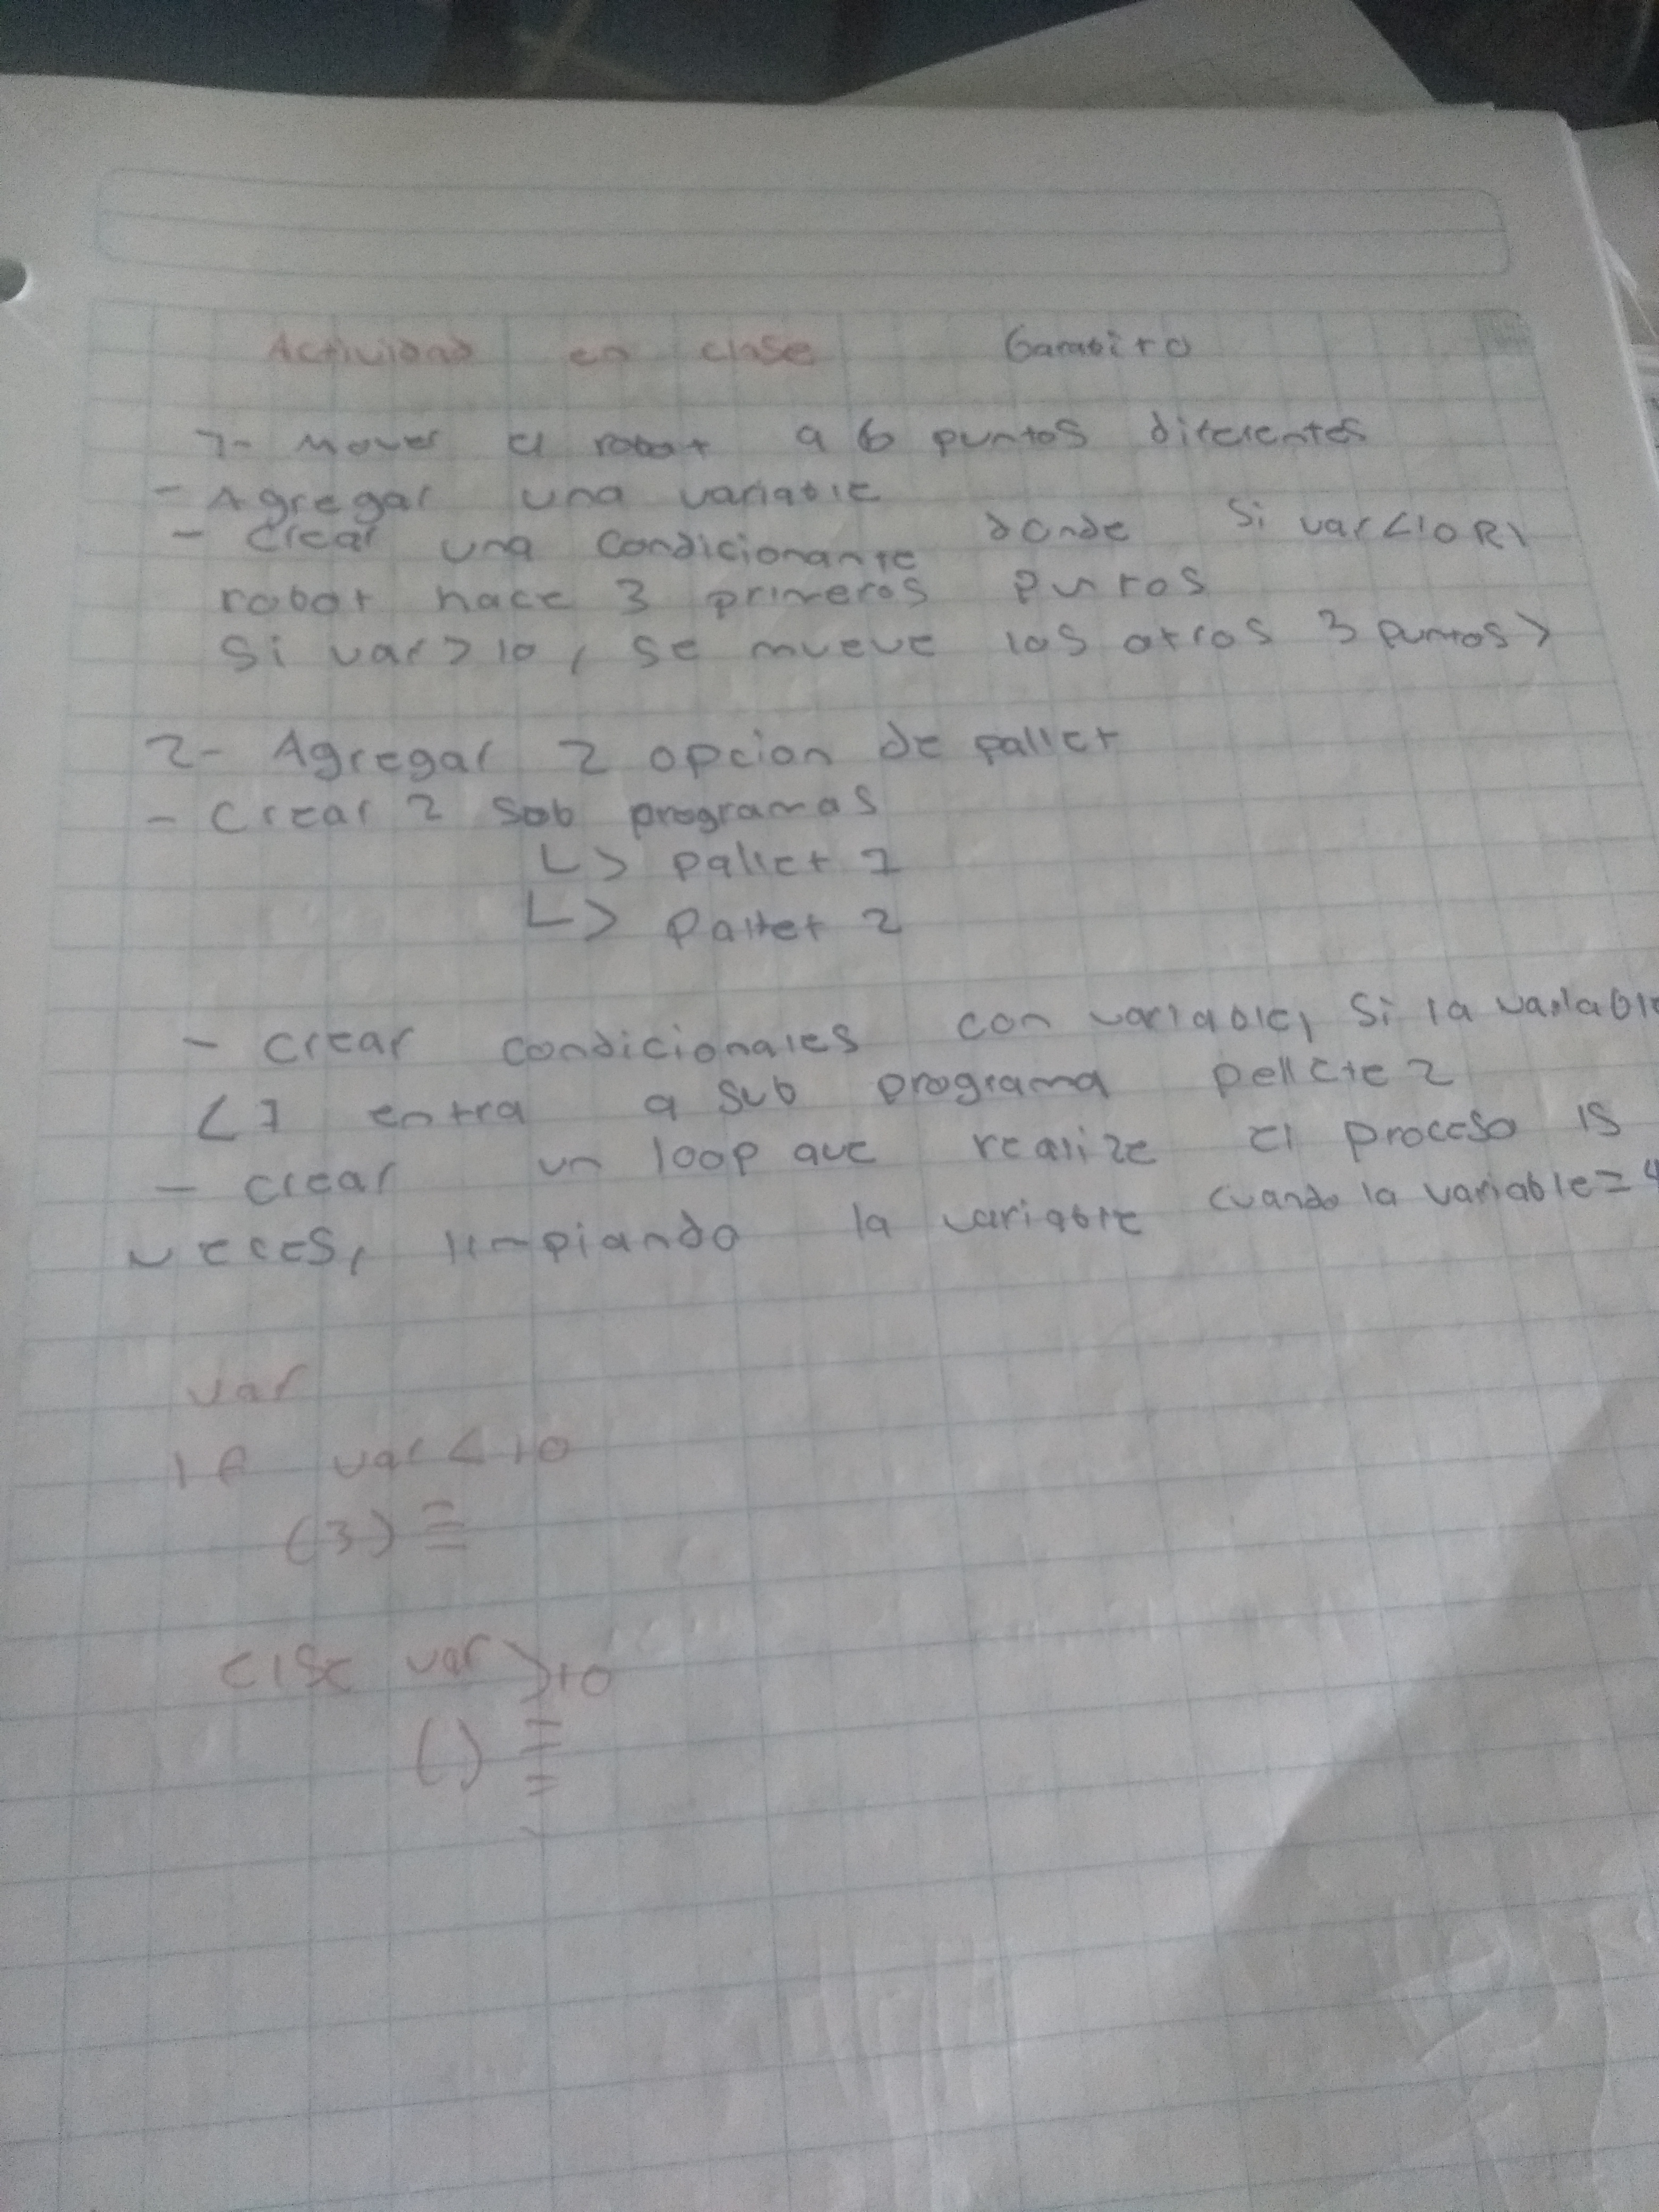 Actividad en clase Gambito
1- Mover el robot a 6 puntos diferentes
- Agregar una variable
- Crear una condicionante donde Si var<10
robot hace 3 primeros puntos
Si var>10, se mueve los otros 3 puntos>
2- Agregar 2 opcion de pallet
- Crear 2 sob programas
↳ pallet 1
↳ Pallet 2
- crear condicionales con variable, Si la variable
entra a sub programa pellete 2
- crear un loop que realize el proceso 15
veces, limpiando la variable cuando la variable=4
var
if var<10
(3)
else var>10
( )